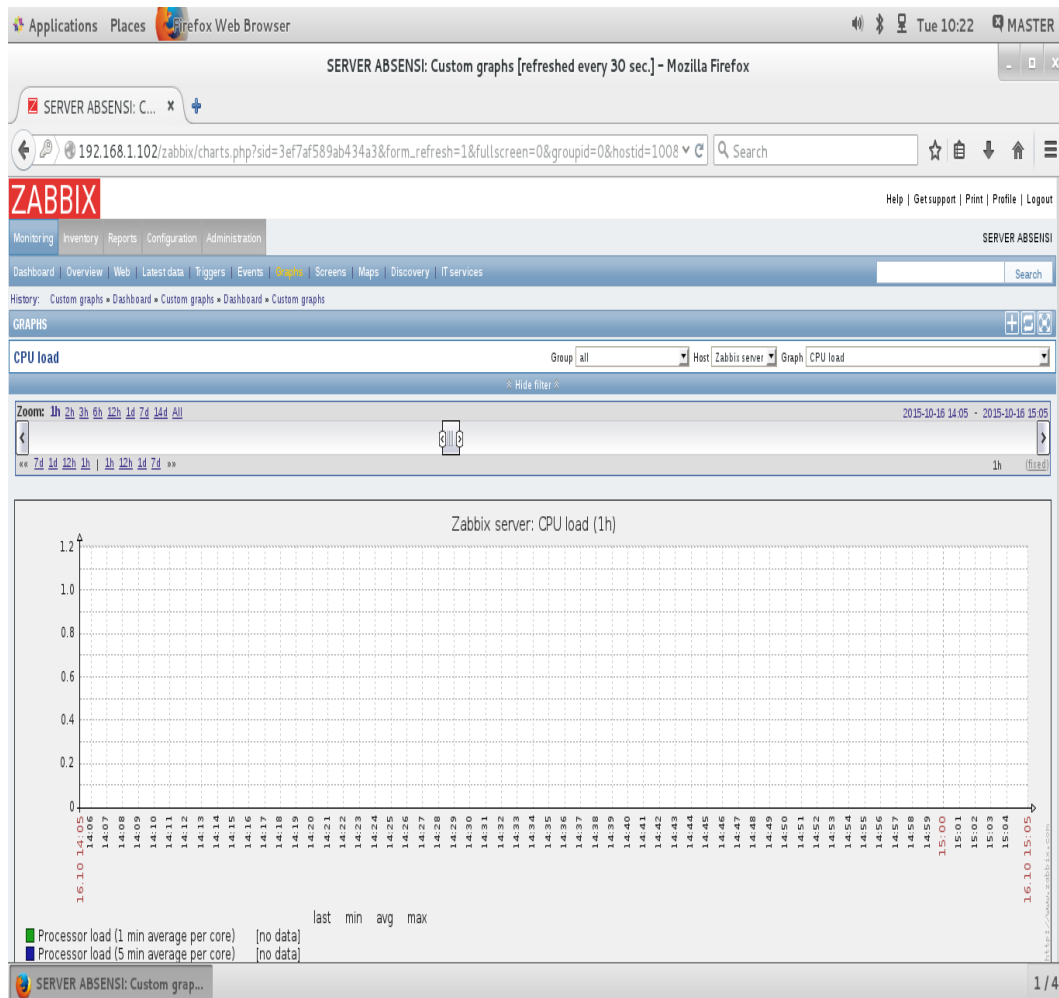 Applications Places Firefox Web Browser Tue 10:22 MASTER
SERVER ABSENSI: Custom graphs [refreshed every 30 sec.] – Mozilla Firefox
SERVER ABSENSI: C...
192.168.1.102/zabbix/charts.php?sid=3ef7af589ab434a3&form_refresh=1&fullscreen=0&groupid=0&hostid=1008 Search
ZABBIX
Help | Get support | Print | Profile | Logout
Monitoring Inventory Reports Configuration Administration SERVER ABSENSI
Dashboard | Overview | Web | Latest data | Triggers | Events | Graphs | Screens | Maps | Discovery | IT services Search
History: Custom graphs » Dashboard » Custom graphs » Dashboard » Custom graphs
GRAPHS
CPU load Group all Host Zabbix server Graph CPU load
Hide filter
Zoom: 1h 2h 3h 6h 12h 1d 7d 14d All 2015-10-16 14:05 - 2015-10-16 15:05
«« 7d 1d 12h 1h | 1h 12h 1d 7d »» 1h (fixed)
Zabbix server: CPU load (1h)
1.2
1.0
0.8
0.6
0.4
0.2
0
16.10 14:05 14:06 14:07 14:08 14:09 14:10 14:11 14:12 14:13 14:14 14:15 14:16 14:17 14:18 14:19 14:20 14:21 14:22 14:23 14:24 14:25 14:26 14:27 14:28 14:29 14:30 14:31 14:32 14:33 14:34 14:35 14:36 14:37 14:38 14:39 14:40 14:41 14:42 14:43 14:44 14:45 14:46 14:47 14:48 14:49 14:50 14:51 14:52 14:53 14:54 14:55 14:56 14:57 14:58 14:59 15:00 15:01 15:02 15:03 15:04 16.10 15:05
http://www.zabbix.com
last min avg max
Processor load (1 min average per core) [no data]
Processor load (5 min average per core) [no data]
SERVER ABSENSI: Custom grap... 1 / 4